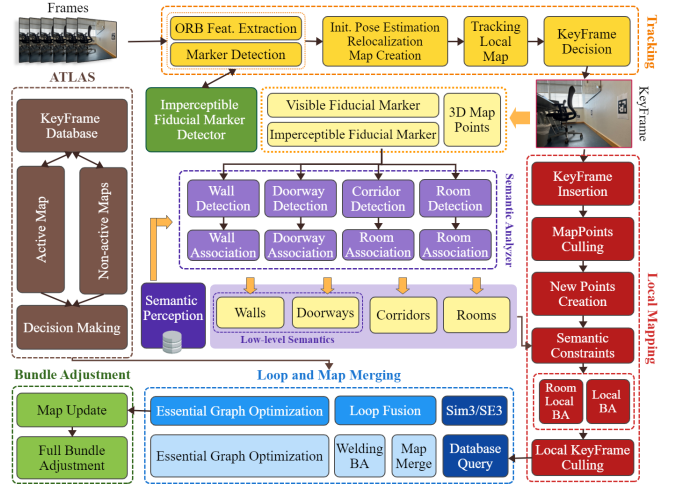 Frames
ORB Feat. Extraction
Marker Detection
Init. Pose Estimation
Relocalization
Map Creation
Tracking
Local
Map
KeyFrame
Decision
Tracking
ATLAS
KeyFrame
Database
Active Map
Non-active Maps
Decision Making
Imperceptible
Fiducial Marker
Detector
Visible Fiducial Marker
Imperceptible Fiducial Marker
3D Map
Points
KeyFrame
Wall
Detection
Doorway
Detection
Corridor
Detection
Room
Detection
Wall
Association
Doorway
Association
Room
Association
Room
Association
Semantic Analyzer
Semantic
Perception
Walls
Doorways
Corridors
Rooms
Low-level Semantics
KeyFrame
Insertion
MapPoints
Culling
New Points
Creation
Semantic
Constraints
Room
Local
BA
Local
BA
Local KeyFrame
Culling
Local Mapping
Bundle Adjustment
Map Update
Full Bundle
Adjustment
Loop and Map Merging
Essential Graph Optimization
Loop Fusion
Sim3/SE3
Essential Graph Optimization
Welding
BA
Map
Merge
Database
Query